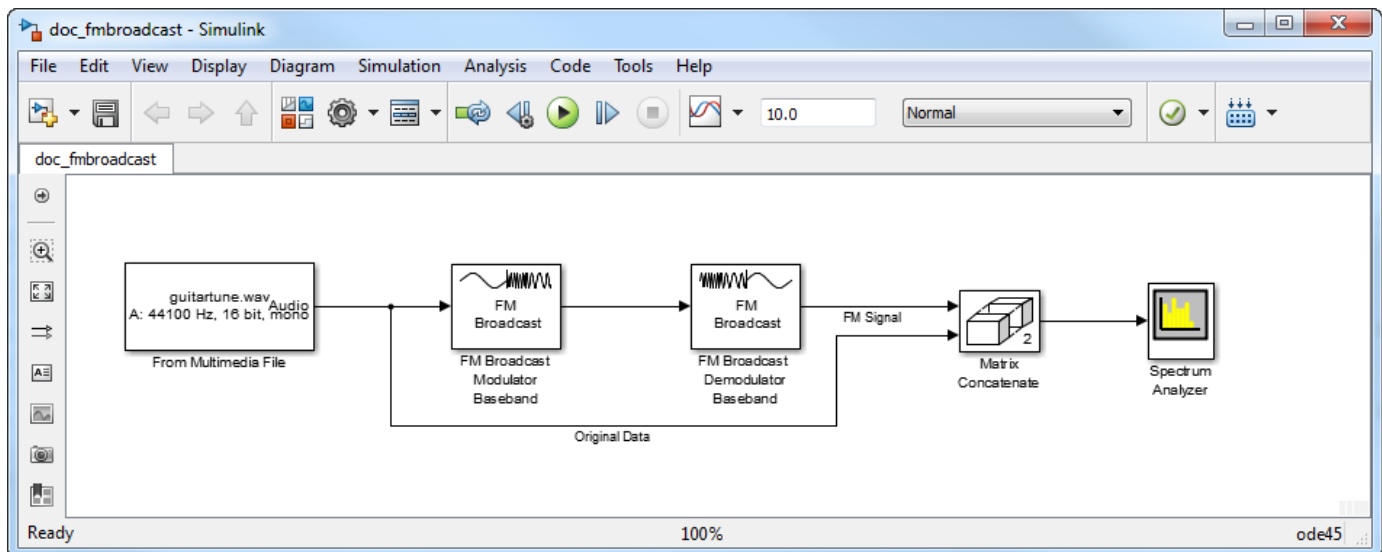 doc_fmbroadcast - Simulink
File Edit View Display Diagram Simulation Analysis Code Tools Help
10.0 Normal
doc_fmbroadcast
guitartune.wav
Audio
A: 44100 Hz, 16 bit, mono
From Multimedia File
FM
Broadcast
FM Broadcast
Modulator
Baseband
FM
Broadcast
FM Broadcast
Demodulator
Baseband
FM Signal
Original Data
2
Matrix
Concatenate
Spectrum
Analyzer
Ready 100% ode45